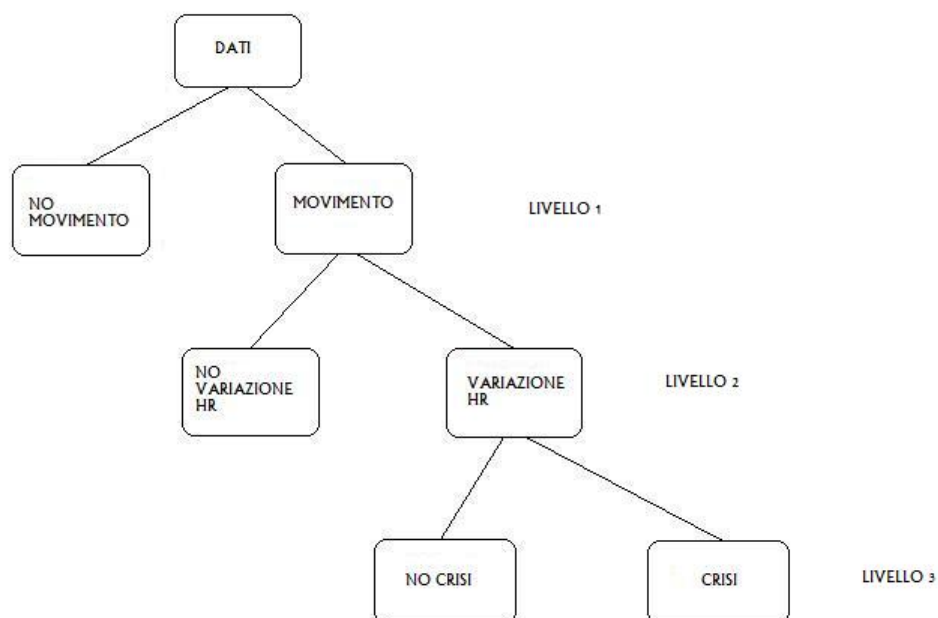 DATI
NO
MOVIMENTO
MOVIMENTO
LIVELLO 1
NO
VARIAZIONE
HR
VARIAZIONE
HR
LIVELLO 2
NO CRISI
CRISI
LIVELLO 3